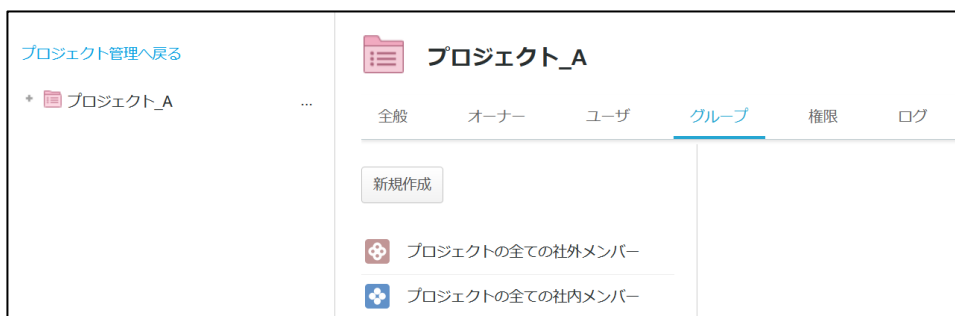 プロジェクト管理へ戻る
プロジェクト_A
...
プロジェクト_A
全般 オーナー ユーザ グループ 権限 ログ
新規作成
プロジェクトの全ての社外メンバー
プロジェクトの全ての社内メンバー